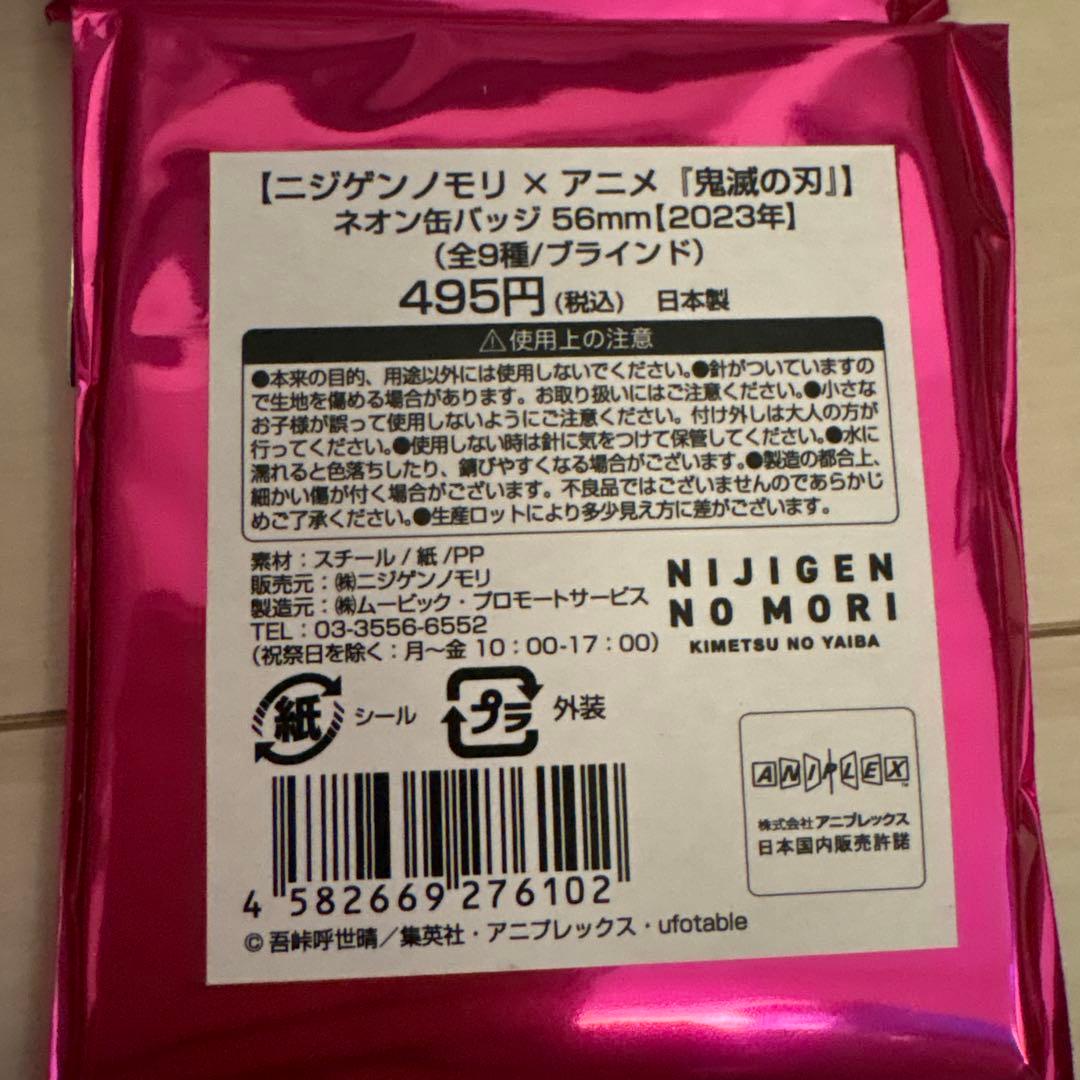 【ニジゲンノモリ × アニメ『鬼滅の刃』】
ネオン缶バッジ 56mm【2023年】
（全9種/ブラインド）
495円(税込) 日本製
⚠使用上の注意
●本来の目的、用途以外には使用しないでください。●針がついていますの
で生地を傷める場合があります。お取り扱いにはご注意ください。●小さな
お子様が誤って使用しないようにご注意ください。付け外しは大人の方が
行ってください。●使用しない時は針に気をつけて保管してください。●水に
濡れると色落ちしたり、錆びやすくなる場合がございます。●製造の都合上、
細かい傷が付く場合がございます。不良品ではございませんのであらかじ
めご了承ください。●生産ロットにより多少見え方に差がございます。
素材：スチール / 紙 /PP
販売元：㈱ニジゲンノモリ
製造元：㈱ムービック・プロモートサービス
TEL：03-3556-6552
（祝祭日を除く：月～金 10：00-17：00）
NIJIGEN
NO MORI
KIMETSU NO YAIBA
紙 シール
プラ 外装
ANIPLEX™
株式会社アニプレックス
日本国内販売許諾
4 582669 276102
© 吾峠呼世晴／集英社・アニプレックス・ufotable